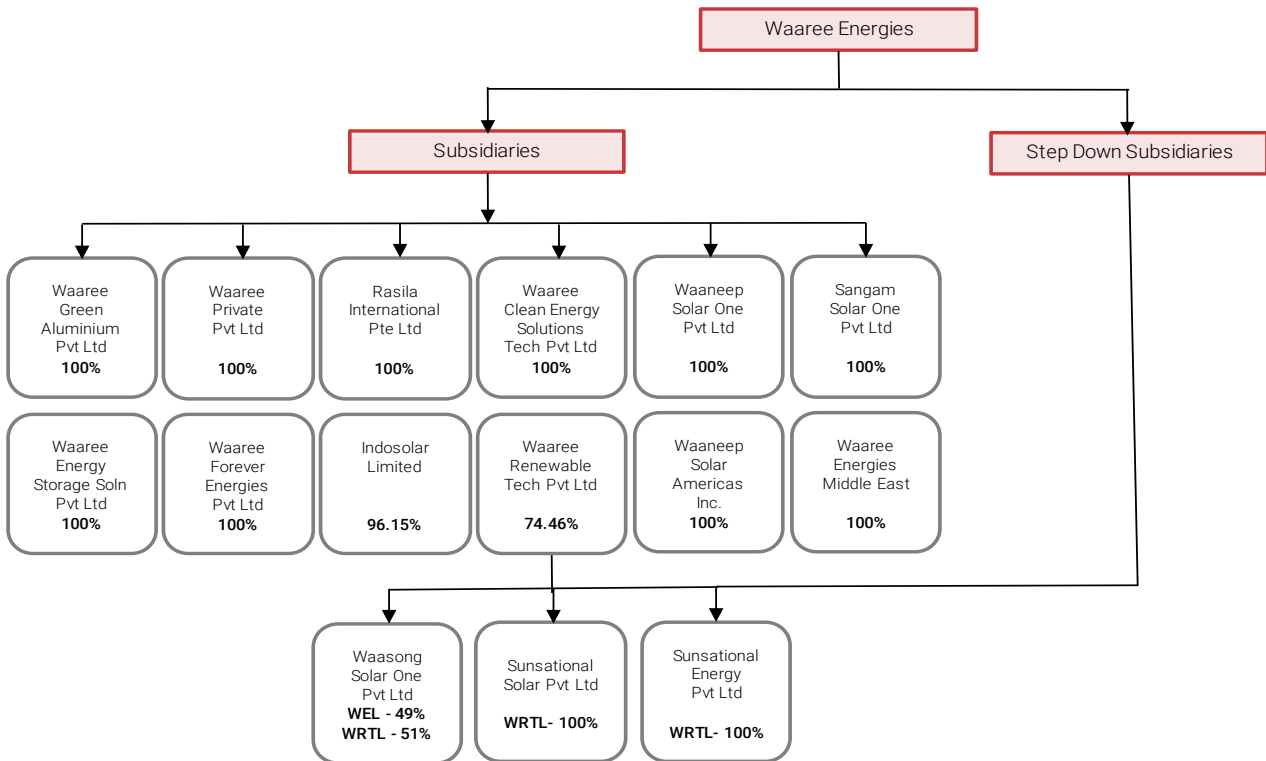 Waaree Energies
Subsidiaries
Step Down Subsidiaries
Waaree
Green
Aluminium
Pvt Ltd
100%
Waaree
Private
Pvt Ltd
100%
Rasila
International
Pte Ltd
100%
Waaree
Clean Energy
Solutions
Tech Pvt Ltd
100%
Waaneep
Solar One
Pvt Ltd
100%
Sangam
Solar One
Pvt Ltd
100%
Waaree
Energy
Storage Soln
Pvt Ltd
100%
Waaree
Forever
Energies
Pvt Ltd
100%
Indosolar
Limited
96.15%
Waaree
Renewable
Tech Pvt Ltd
74.46%
Waaneep
Solar
Americas
Inc.
100%
Waaree
Energies
Middle East
100%
Waasong
Solar One
Pvt Ltd
WEL - 49%
WRTL - 51%
Sunsational
Solar Pvt Ltd
WRTL- 100%
Sunsational
Energy
Pvt Ltd
WRTL- 100%